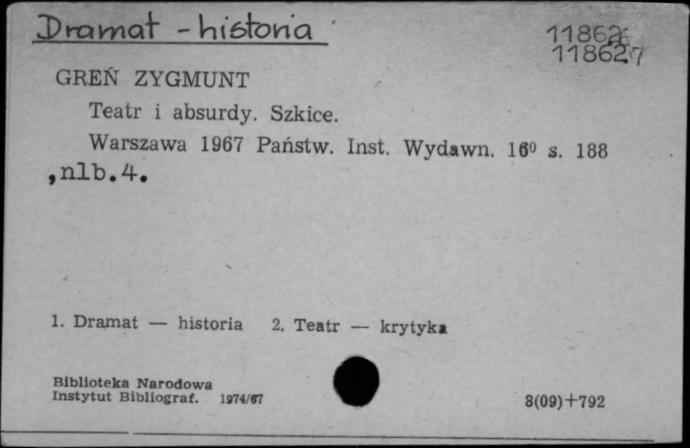 Dramat - historia
11862
118627
GREŃ ZYGMUNT
Teatr i absurdy. Szkice.
Warszawa 1967 Państw. Inst. Wydawn. 16⁰ s. 188
,nlb.4.
1. Dramat — historia 2. Teatr — krytyka
Biblioteka Narodowa
Instytut Bibliograf. 1974/67
8(09)+792